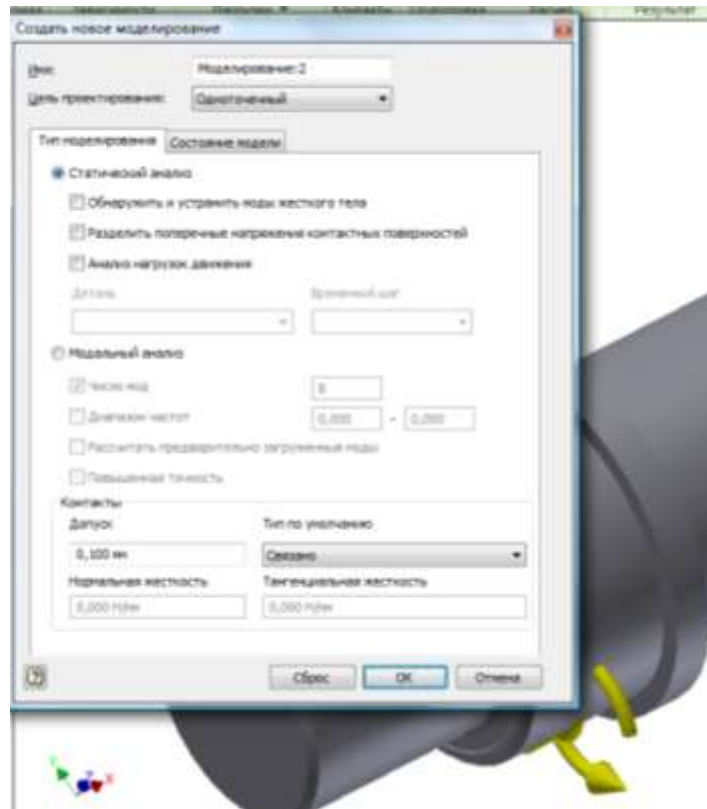 Результат
Создать новое моделирование
Имя:
Моделирование:2
Цель проектирования:
Одноточечный
Тип моделирования
Состояние модели
Статический анализ
Обнаружить и устранить моды жесткого тела
Разделить поперечные напряжения контактных поверхностей
Анализ нагрузок движения
Деталь
Временной шаг
Модальный анализ
Число мод
8
Диапазон частот
0,000 - 0,000
Рассчитать предварительно загруженные моды
Повышенная точность
Контакты
Допуск
Тип по умолчанию
0,100 мм
Связано
Нормальная жесткость
Тангенциальная жесткость
0,000 Н/мм
0,000 Н/мм
Сброс
OK
Отмена